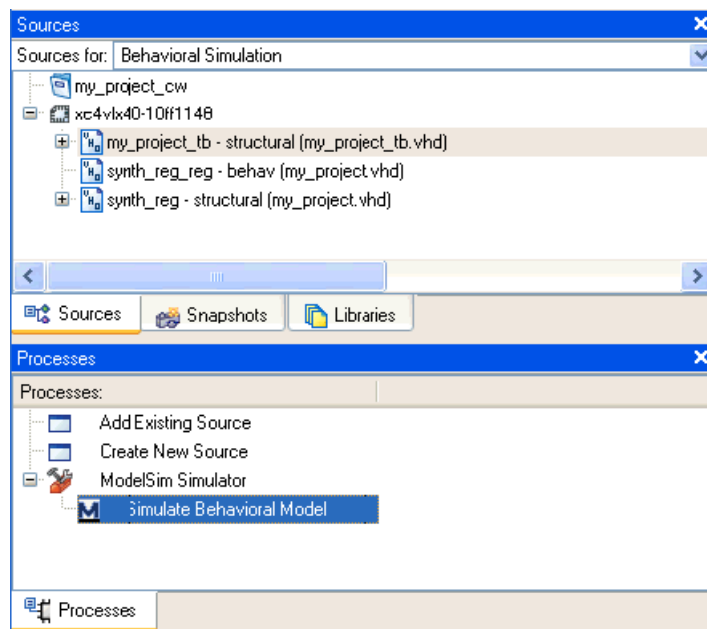 Sources
Sources for: Behavioral Simulation
my_project_cw
xc4vlx40-10ff1148
my_project_tb - structural (my_project_tb.vhd)
synth_reg_reg - behav (my_project.vhd)
synth_reg - structural (my_project.vhd)
Sources Snapshots Libraries
Processes
Processes:
Add Existing Source
Create New Source
ModelSim Simulator
Simulate Behavioral Model
Processes